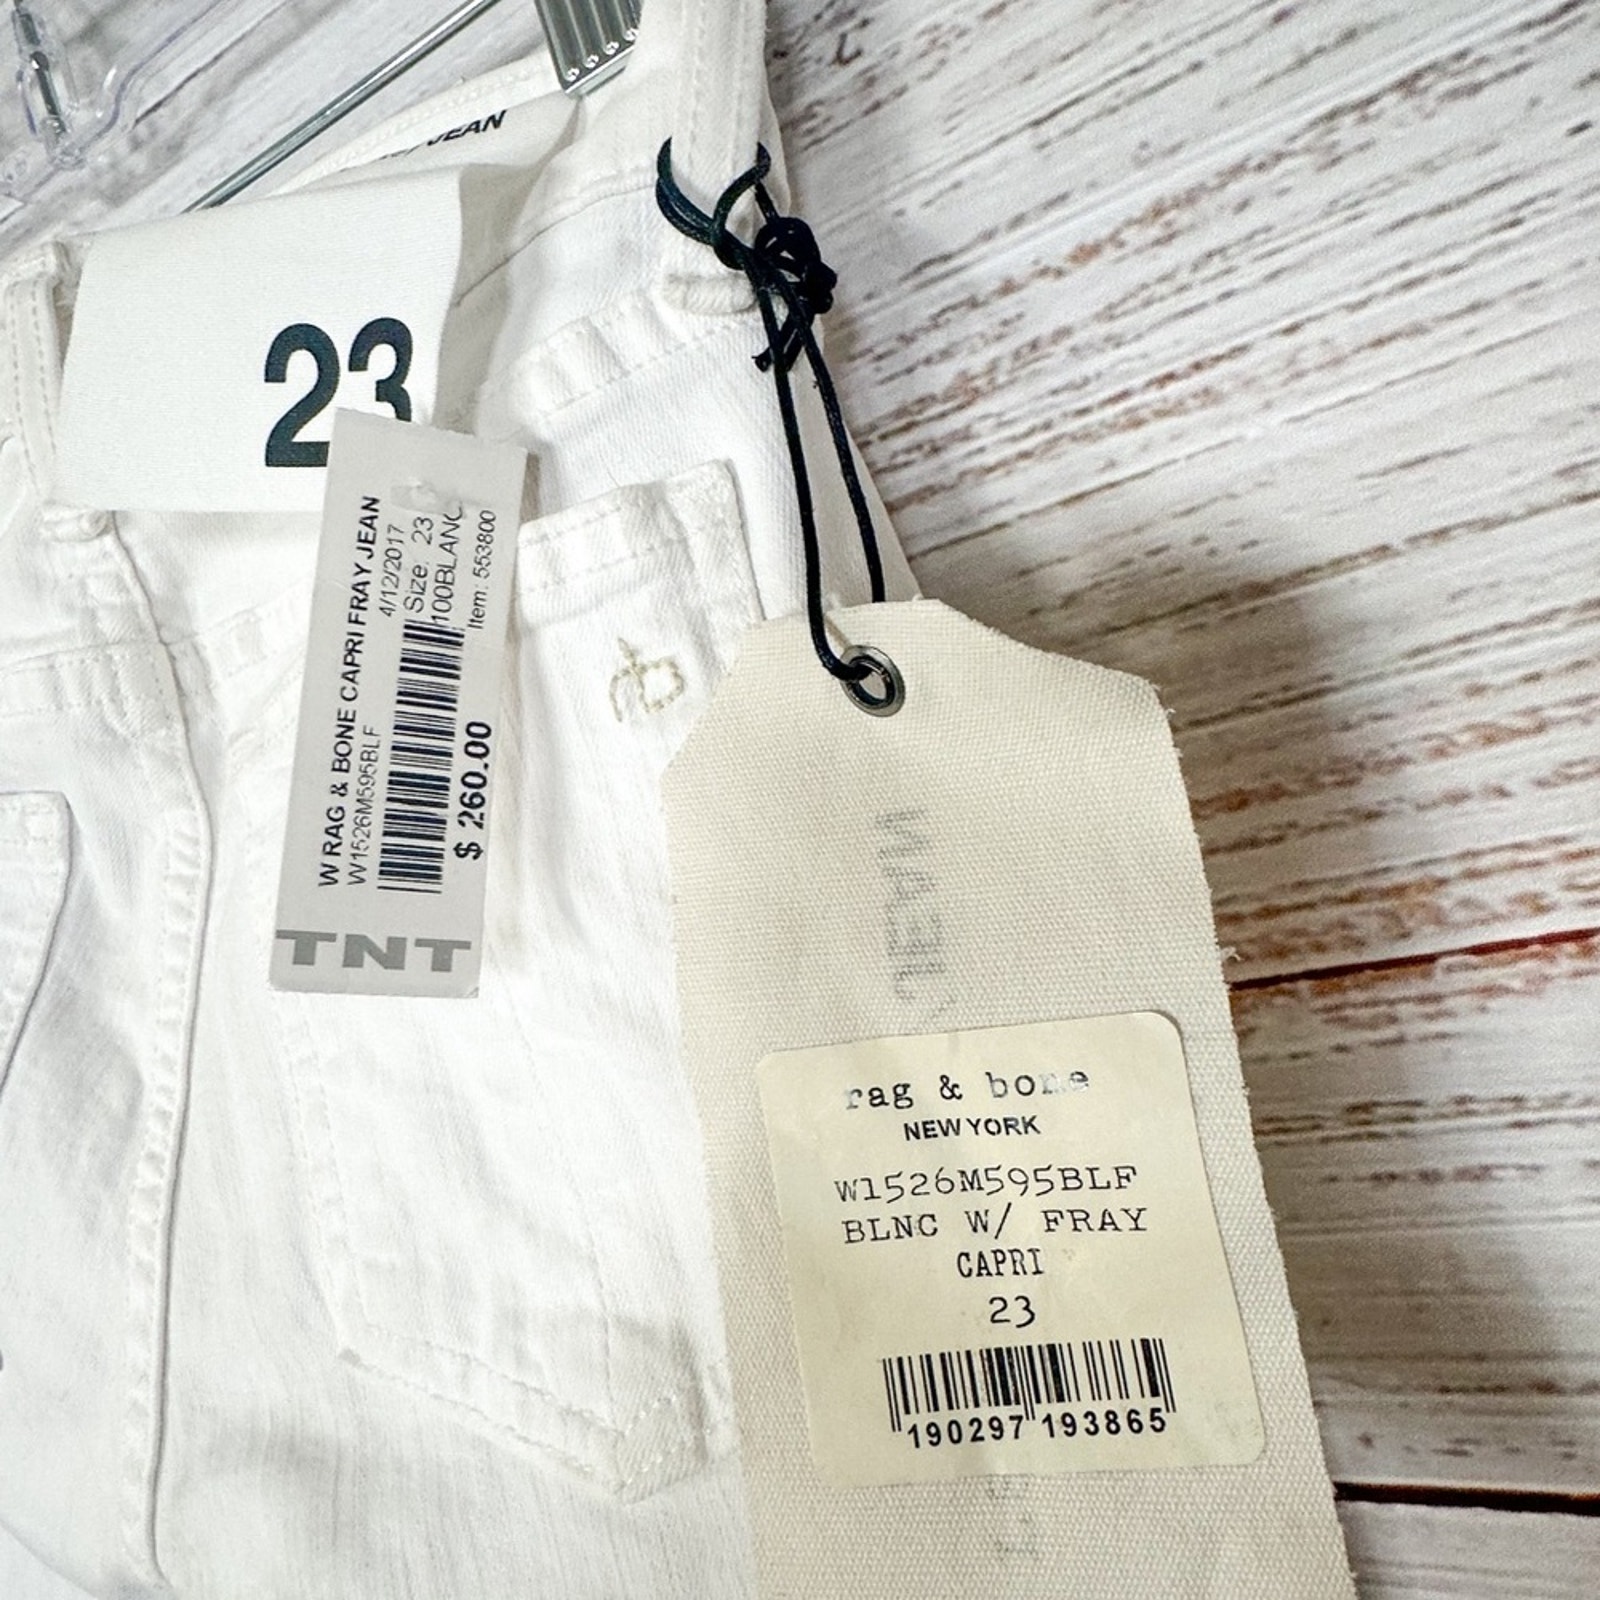 JEAN
23
W RAG & BONE CAPRI FRAY JEAN
W1526M595BLF
4/12/2017
Size: 23
100BLANC
Item: 553800
$ 260.00
TNT
rb
rag & bone
NEW YORK
W1526M595BLF
BLNC W/ FRAY
CAPRI
23
190297 193865